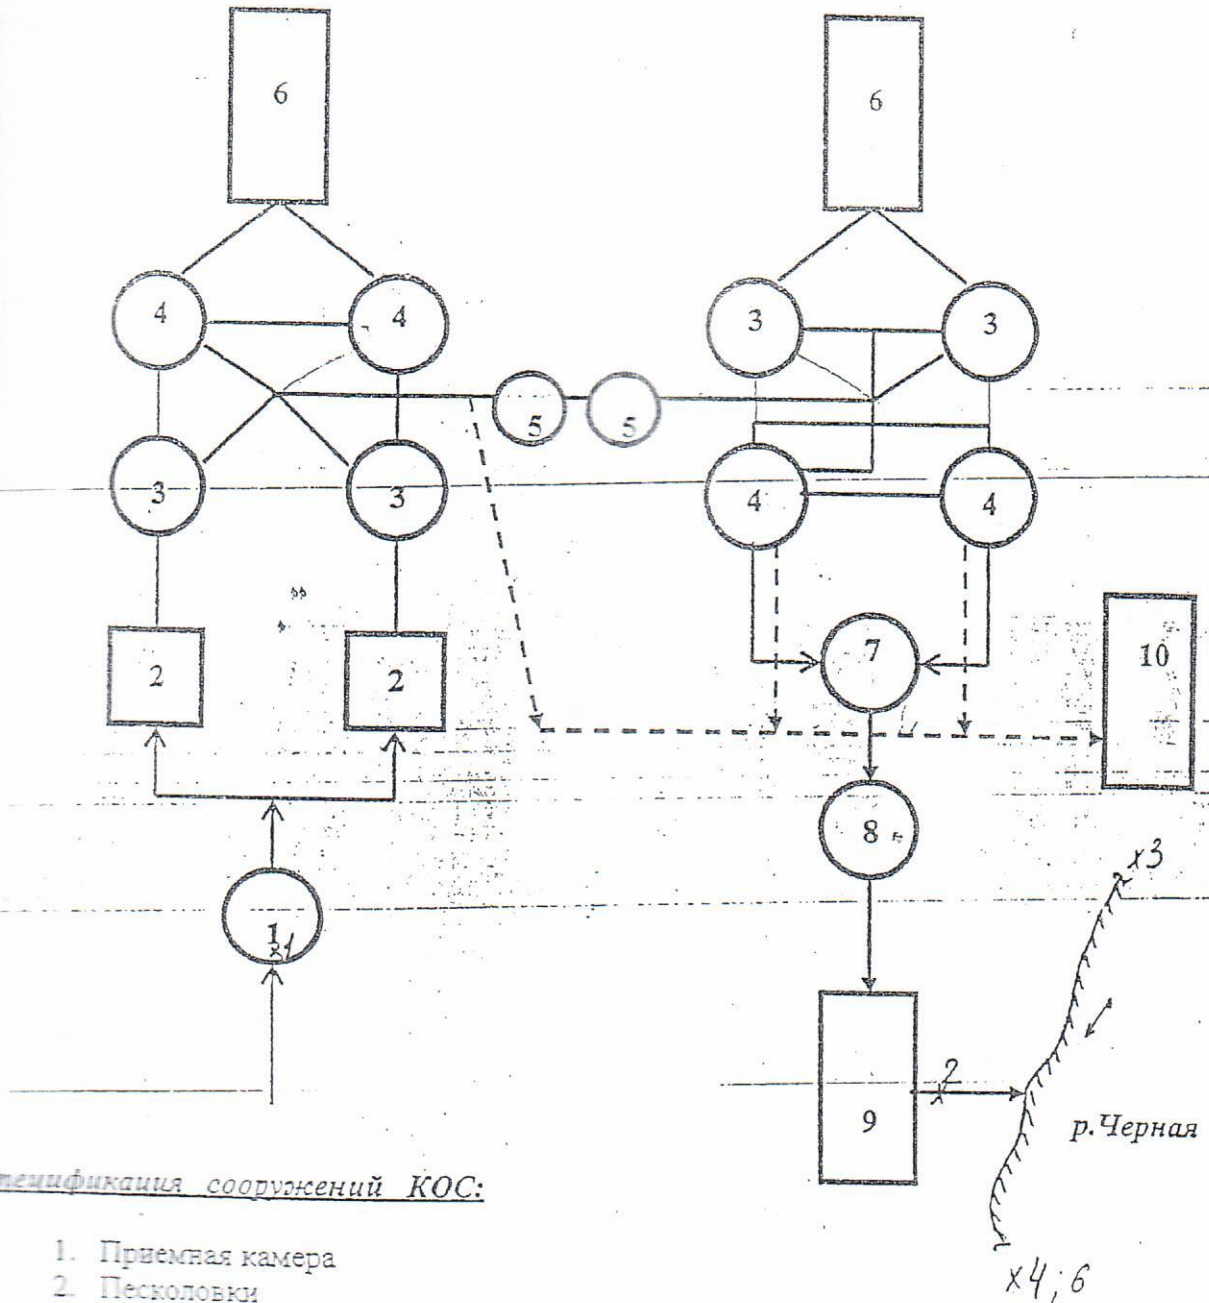 6 6
4 4 3 3
5 5
3 3 4 4
2 2 7 10
8
x3
1
x1
2
x
9
р.Черная
сооружений КОС:
1. Приемная камера
2. Песколовки
x4; 6